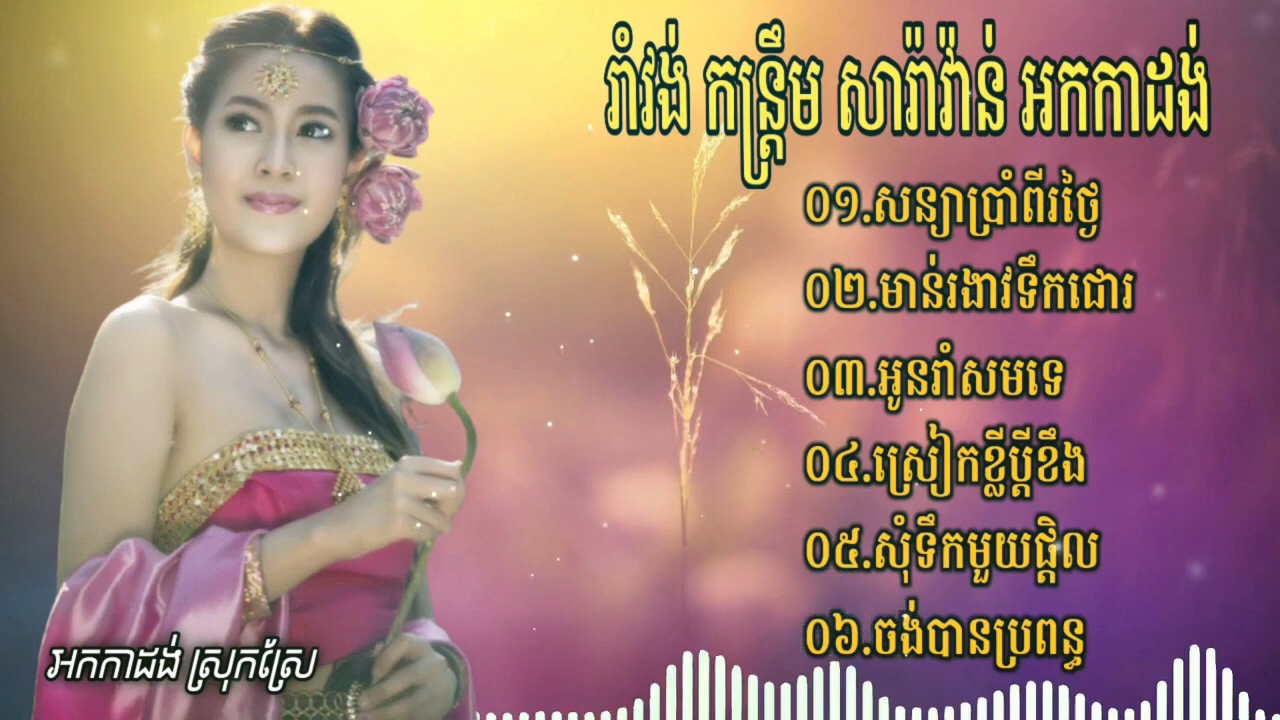 រាំវង់ កន្ទ្រឹម សារ៉ាវ៉ាន់ អកកាដង់
០១.សន្យាប្រាំពីរថ្ងៃ
០២.មាន់រងាវទឹកជោរ
០៣.អូនរាំសមទេ
០៤.ស្រៀកខ្លីប្ដីខឹង
០៥.សុំទឹកមួយផ្ដិល
០៦.ចង់បានប្រពន្ធ
អកកាដង់ ស្រុកស្រែ